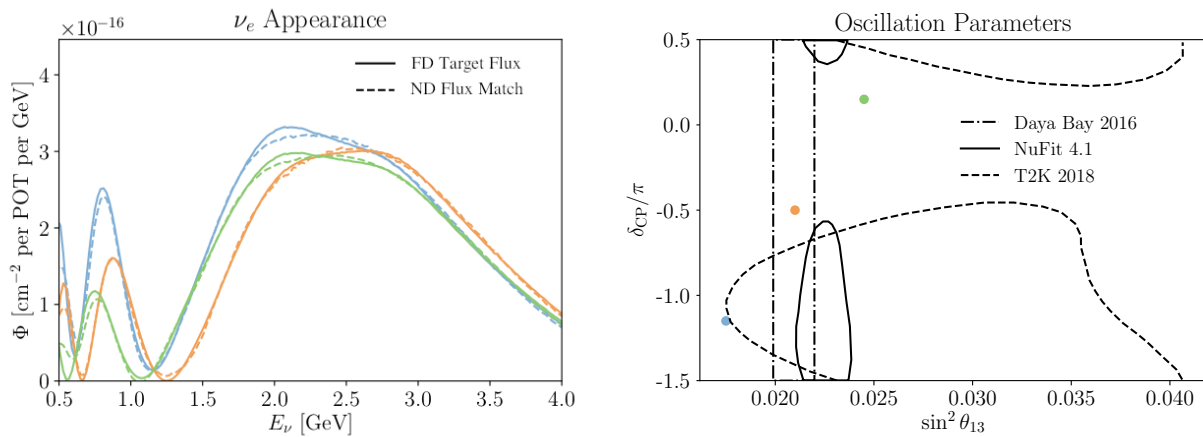 ν_e Appearance
×10⁻¹⁶
FD Target Flux
ND Flux Match
Φ [cm⁻² per POT per GeV]
4
3
2
1
0
0.5 1.0 1.5 2.0 2.5 3.0 3.5 4.0
E_ν [GeV]
Oscillation Parameters
Daya Bay 2016
NuFit 4.1
T2K 2018
δ_CP/π
0.5
0.0
-0.5
-1.0
-1.5
0.020 0.025 0.030 0.035 0.040
sin² θ₁₃